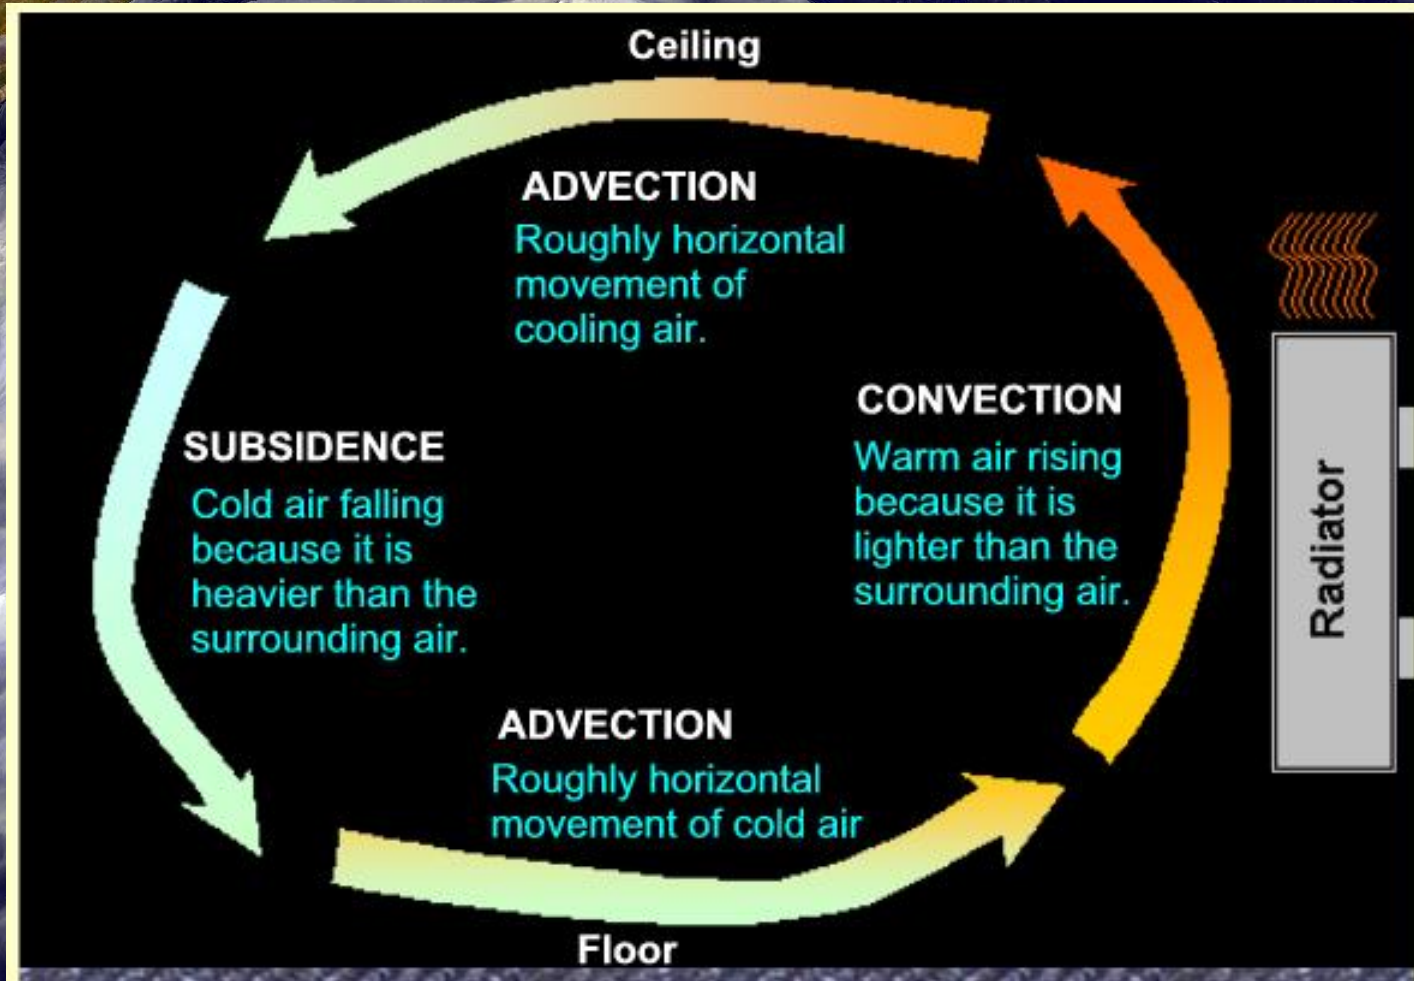 Ceiling
ADVECTION
Roughly horizontal
movement of
cooling air.
CONVECTION
Warm air rising
because it is
lighter than the
surrounding air.
SUBSIDENCE
Cold air falling
because it is
heavier than the
surrounding air.
ADVECTION
Roughly horizontal
movement of cold air
Floor
Radiator